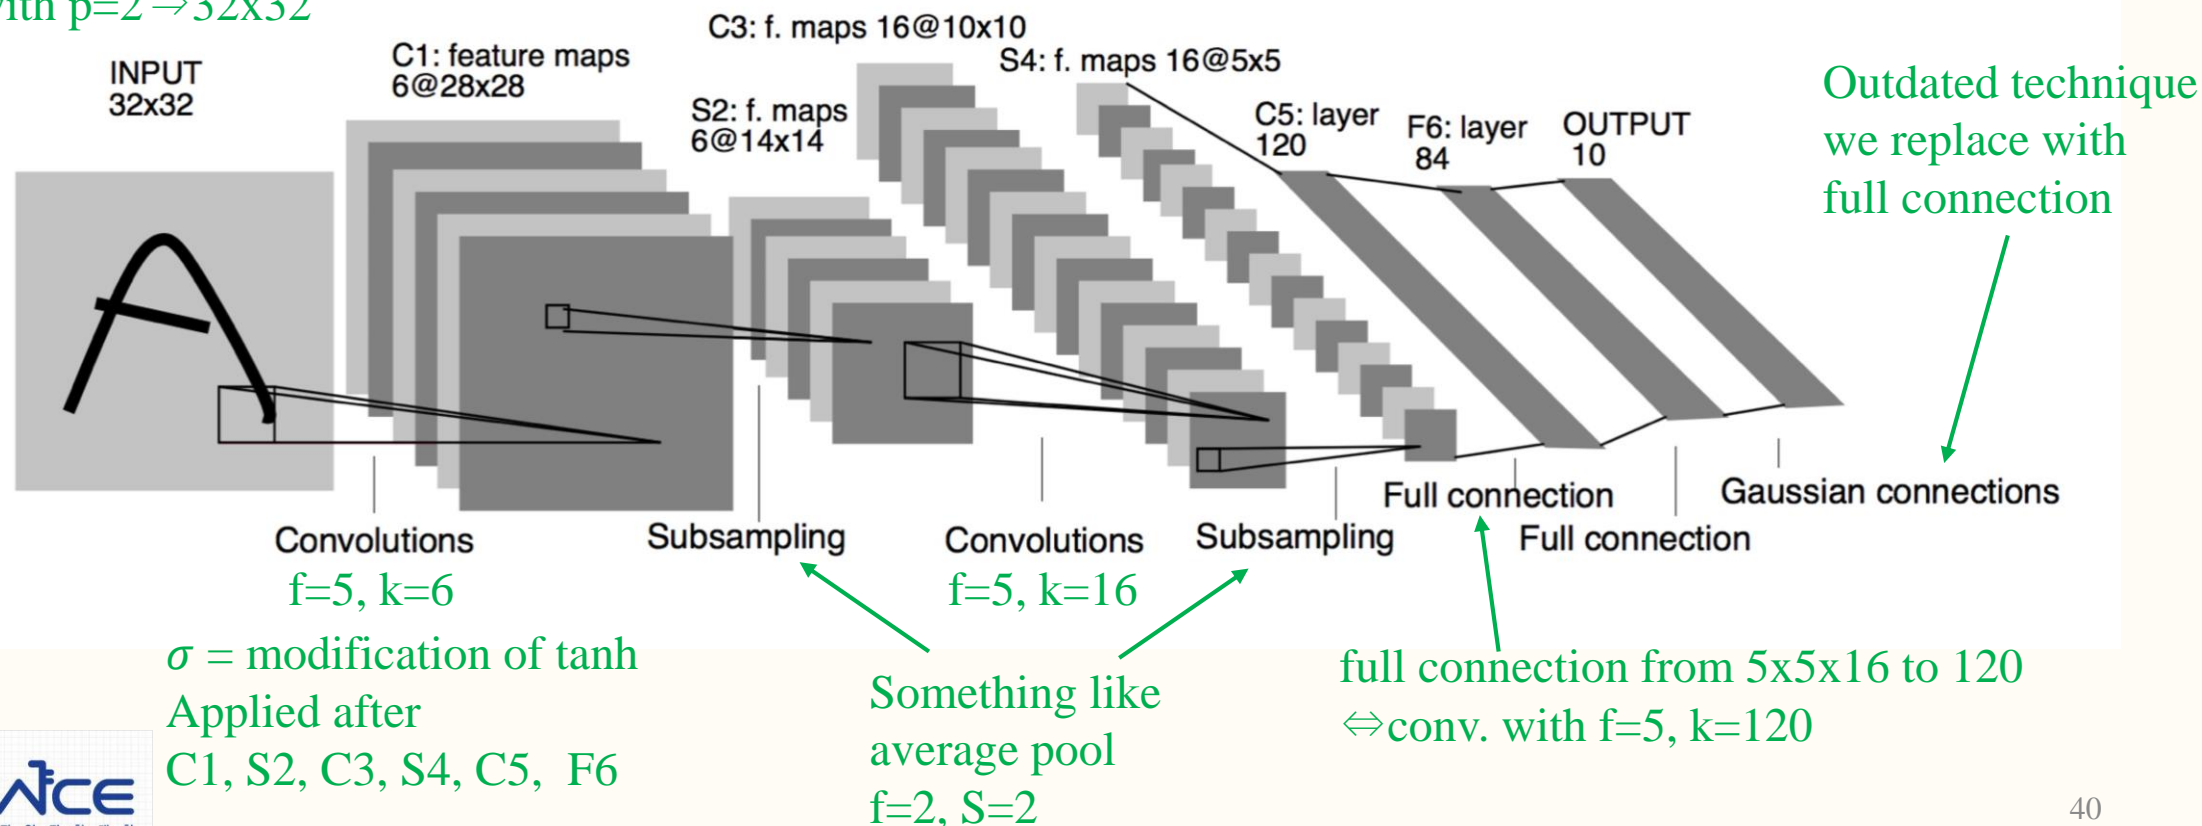 with p=2⇒32x32
INPUT
32x32
C1: feature maps
6@28x28
S2: f. maps
6@14x14
C3: f. maps 16@10x10
S4: f. maps 16@5x5
C5: layer
120
F6: layer
84
OUTPUT
10
Outdated technique
we replace with
full connection
Convolutions
Subsampling
Convolutions
Subsampling
Full connection
Full connection
Gaussian connections
f=5, k=6
f=5, k=16
σ = modification of tanh
Applied after
C1, S2, C3, S4, C5, F6
Something like
average pool
f=2, S=2
full connection from 5x5x16 to 120
⇔conv. with f=5, k=120
40